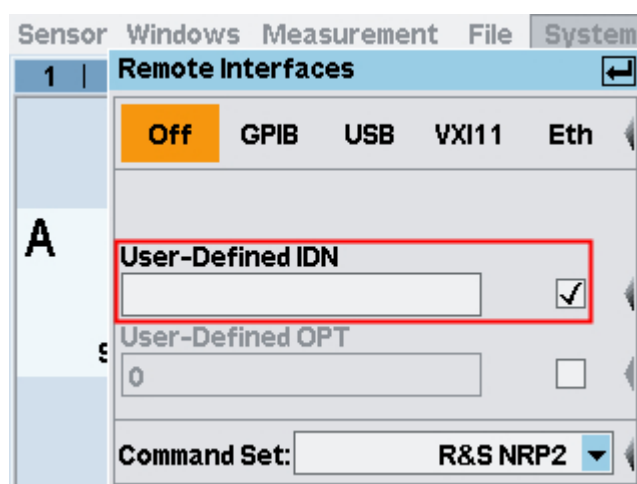 Sensor Windows Measurement File System
1 | Remote Interfaces
Off GPIB USB VXI11 Eth
A
User-Defined IDN
User-Defined OPT
0
Command Set: R&S NRP2